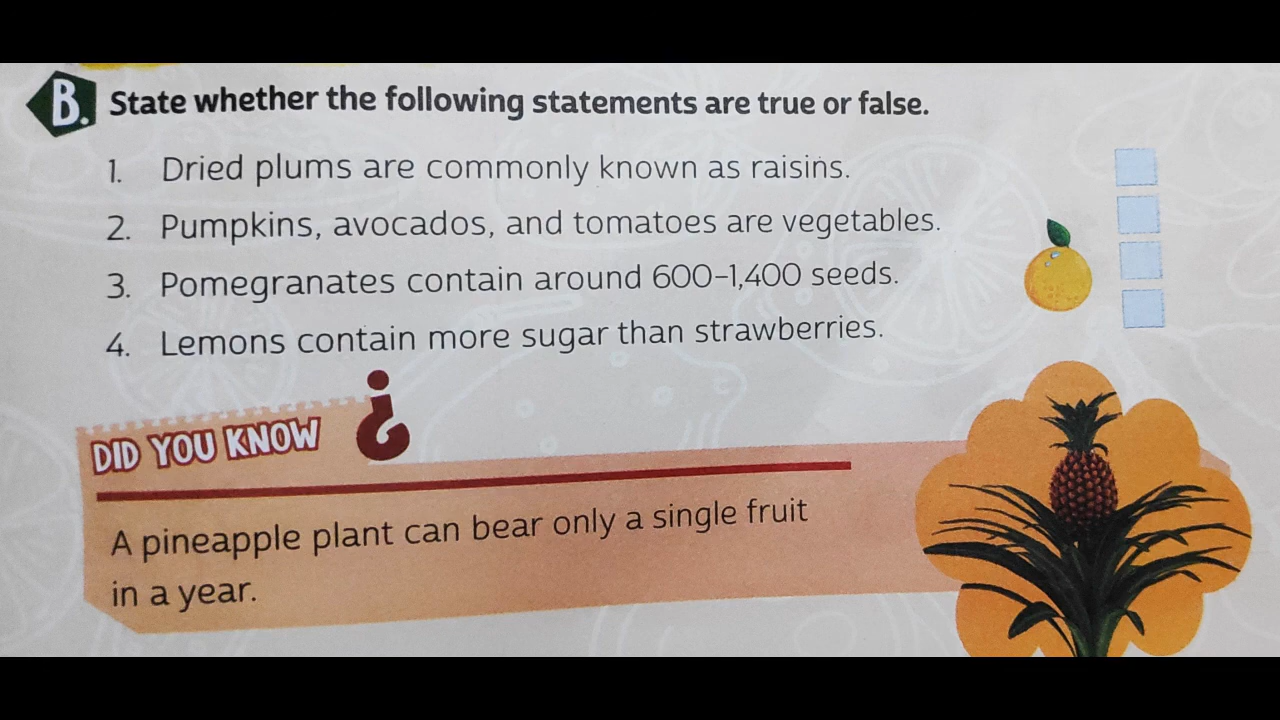 B. State whether the following statements are true or false.
1. Dried plums are commonly known as raisins.
2. Pumpkins, avocados, and tomatoes are vegetables.
3. Pomegranates contain around 600–1,400 seeds.
4. Lemons contain more sugar than strawberries.
DID YOU KNOW ?
A pineapple plant can bear only a single fruit
in a year.